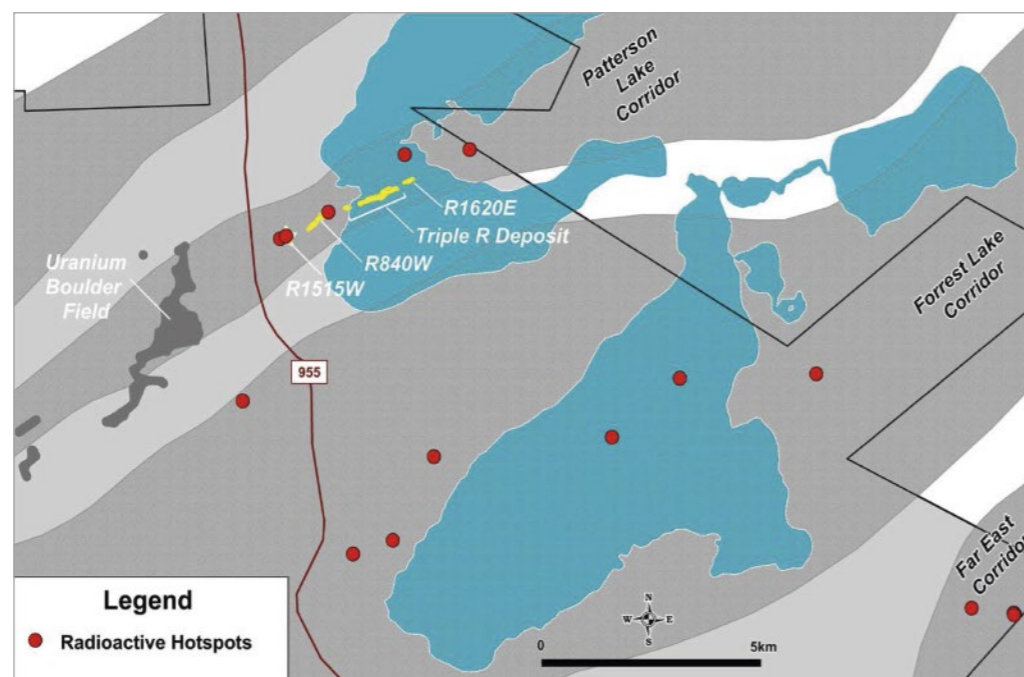 Patterson
Lake
Corridor
R1620E
Triple R Deposit
R840W
R1515W
Uranium
Boulder
Field
Forrest Lake
Corridor
955
Far East
Corridor
Legend
Radioactive Hotspots
N
W E
S
0 5km